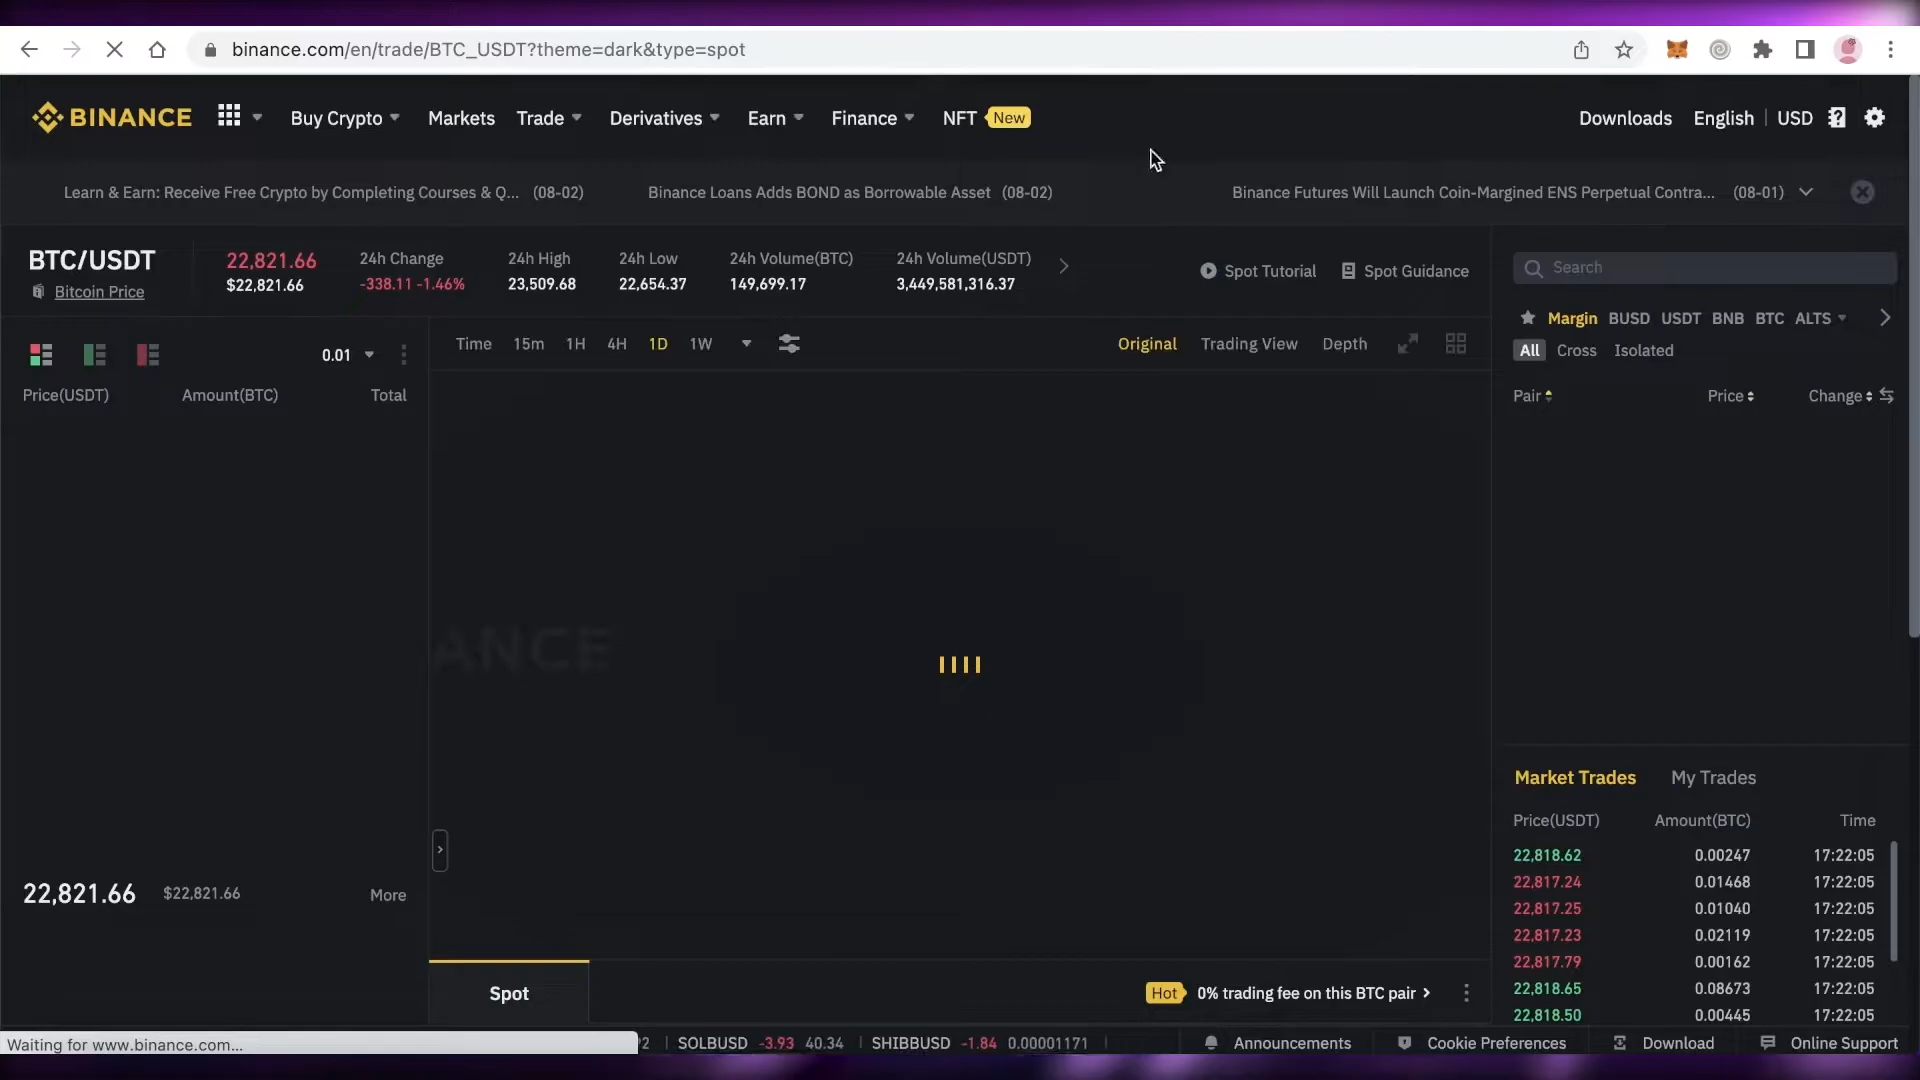 binance.com/en/trade/BTC_USDT?theme=dark&type=spot
BINANCE Buy Crypto Markets Trade Derivatives Earn Finance NFT New Downloads English USD
Learn & Earn: Receive Free Crypto by Completing Courses & Q... (08-02) Binance Loans Adds BOND as Borrowable Asset (08-02) Binance Futures Will Launch Coin-Margined ENS Perpetual Contra... (08-01)
BTC/USDT 22,821.66 24h Change 24h High 24h Low 24h Volume(BTC) 24h Volume(USDT)
Bitcoin Price $22,821.66 -338.11 -1.46% 23,509.68 22,654.37 149,699.17 3,449,581,316.37
Spot Tutorial Spot Guidance
Search
Margin BUSD USDT BNB BTC ALTS
All Cross Isolated
Pair Price Change
0.01
Price(USDT) Amount(BTC) Total
Time 15m 1H 4H 1D 1W Original Trading View Depth
ANCE
22,821.66 $22,821.66 More
Market Trades My Trades
Price(USDT) Amount(BTC) Time
22,818.62 0.00247 17:22:05
22,817.24 0.01468 17:22:05
22,817.25 0.01040 17:22:05
22,817.23 0.02119 17:22:05
22,817.79 0.00162 17:22:05
22,818.65 0.08673 17:22:05
22,818.50 0.00445 17:22:05
Spot Hot 0% trading fee on this BTC pair
Waiting for www.binance.com... SOLBUSD -3.93 40.34 SHIBBUSD -1.84 0.00001171 Announcements Cookie Preferences Download Online Support